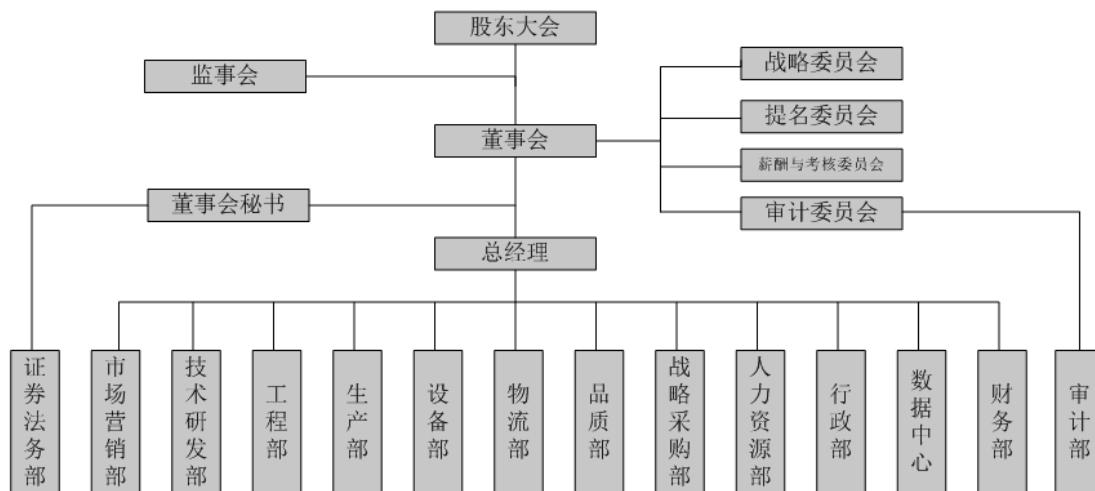 股东大会
监事会
战略委员会
提名委员会
董事会
薪酬与考核委员会
董事会秘书
审计委员会
总经理
证券法务部
市场营销部
技术研发部
工程部
生产部
设备部
物流部
品质部
战略采购部
人力资源部
行政部
数据中心
财务部
审计部